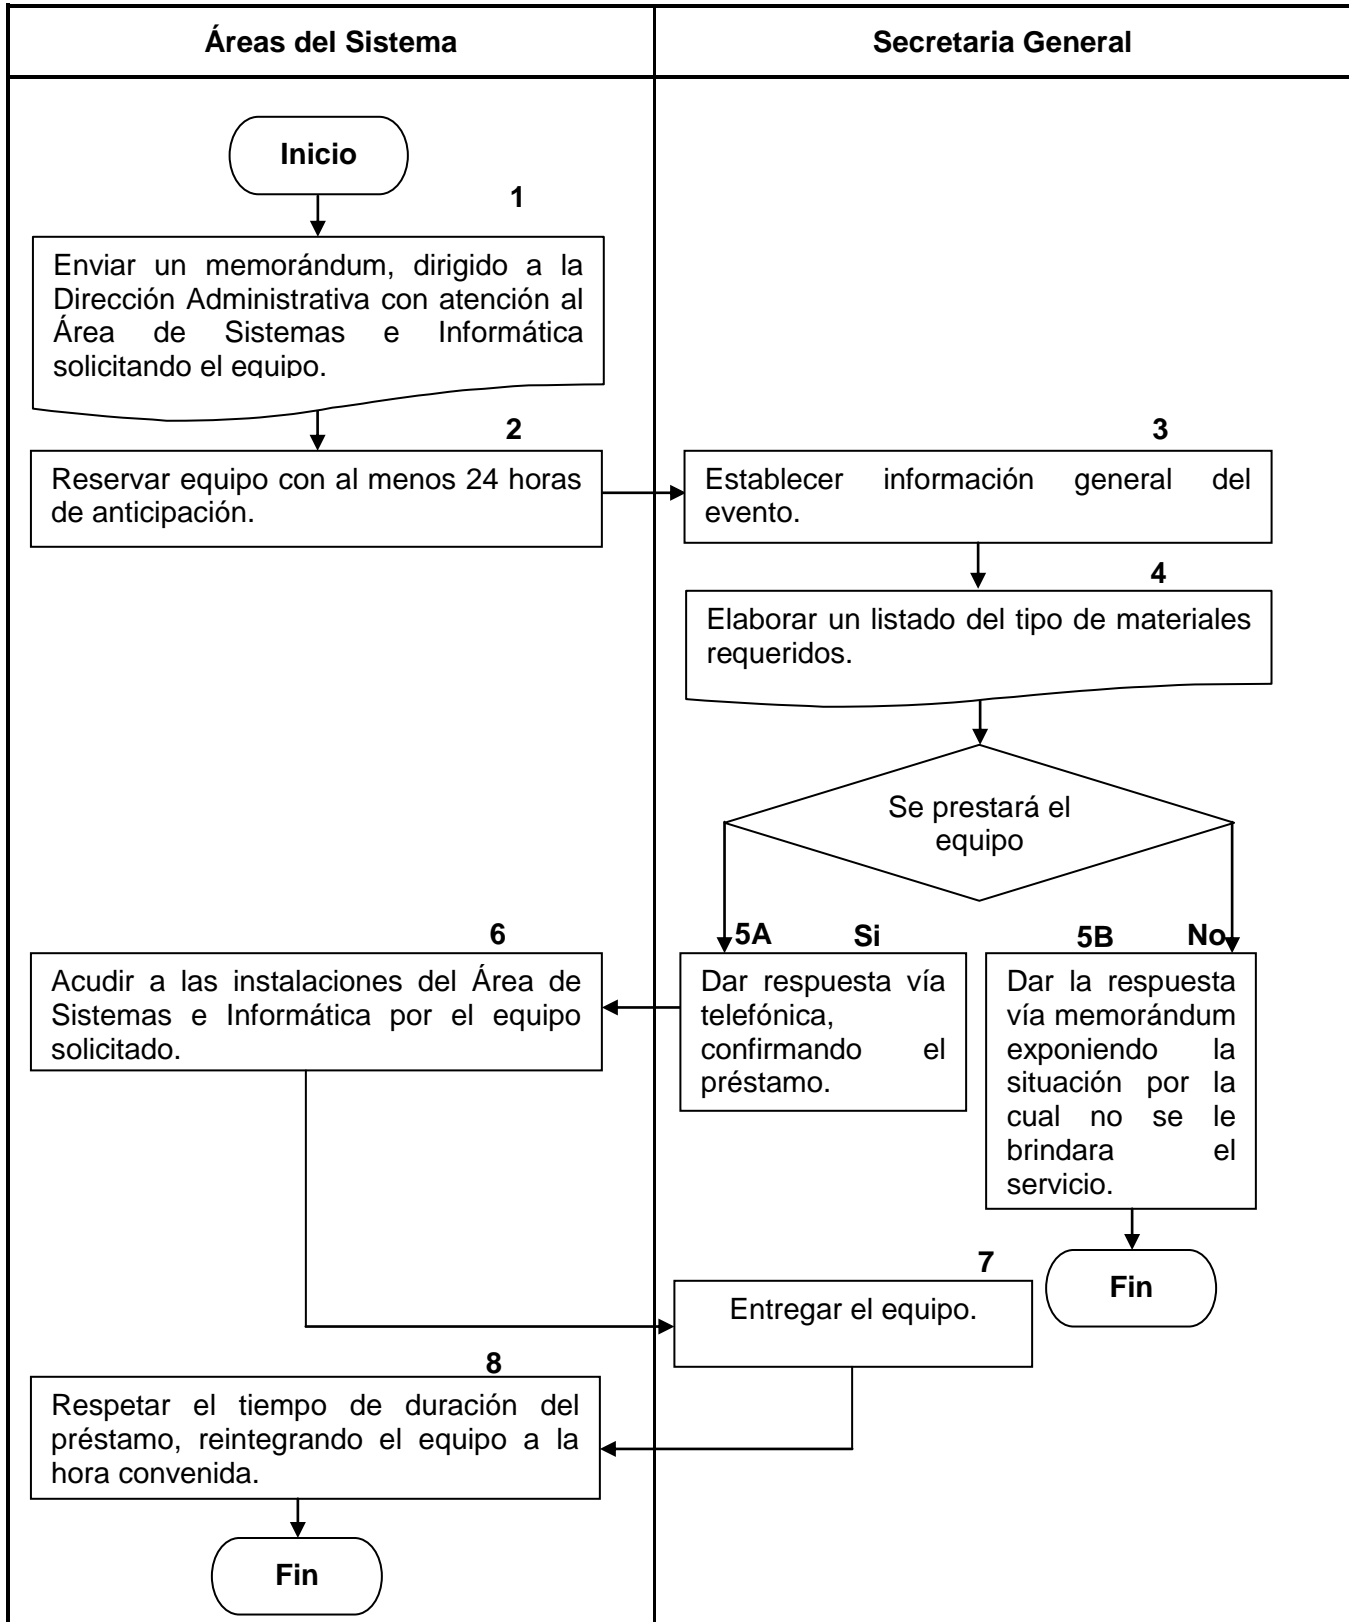 Áreas del Sistema
Secretaria General
Inicio
1
Enviar un memorándum, dirigido a la
Dirección Administrativa con atención al
Área de Sistemas e Informática
solicitando el equipo.
2
Reservar equipo con al menos 24 horas
de anticipación.
3
Establecer información general del
evento.
4
Elaborar un listado del tipo de materiales
requeridos.
Se prestará el
equipo
5A Si
Dar respuesta vía
telefónica,
confirmando el
préstamo.
5B No
Dar la respuesta
vía memorándum
exponiendo la
situación por la
cual no se le
brindara el
servicio.
Fin
6
Acudir a las instalaciones del Área de
Sistemas e Informática por el equipo
solicitado.
7
Entregar el equipo.
8
Respetar el tiempo de duración del
préstamo, reintegrando el equipo a la
hora convenida.
Fin